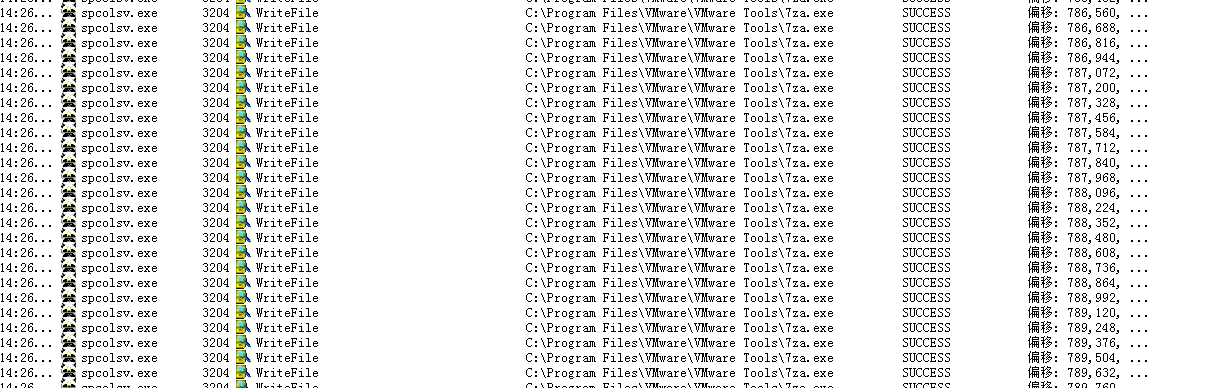 14:26... spcolsv.exe 3204 WriteFile C:\Program Files\VMware\VMware Tools\7za.exe SUCCESS 偏移: 786,560, ...
14:26... spcolsv.exe 3204 WriteFile C:\Program Files\VMware\VMware Tools\7za.exe SUCCESS 偏移: 786,688, ...
14:26... spcolsv.exe 3204 WriteFile C:\Program Files\VMware\VMware Tools\7za.exe SUCCESS 偏移: 786,816, ...
14:26... spcolsv.exe 3204 WriteFile C:\Program Files\VMware\VMware Tools\7za.exe SUCCESS 偏移: 786,944, ...
14:26... spcolsv.exe 3204 WriteFile C:\Program Files\VMware\VMware Tools\7za.exe SUCCESS 偏移: 787,072, ...
14:26... spcolsv.exe 3204 WriteFile C:\Program Files\VMware\VMware Tools\7za.exe SUCCESS 偏移: 787,200, ...
14:26... spcolsv.exe 3204 WriteFile C:\Program Files\VMware\VMware Tools\7za.exe SUCCESS 偏移: 787,328, ...
14:26... spcolsv.exe 3204 WriteFile C:\Program Files\VMware\VMware Tools\7za.exe SUCCESS 偏移: 787,456, ...
14:26... spcolsv.exe 3204 WriteFile C:\Program Files\VMware\VMware Tools\7za.exe SUCCESS 偏移: 787,584, ...
14:26... spcolsv.exe 3204 WriteFile C:\Program Files\VMware\VMware Tools\7za.exe SUCCESS 偏移: 787,712, ...
14:26... spcolsv.exe 3204 WriteFile C:\Program Files\VMware\VMware Tools\7za.exe SUCCESS 偏移: 787,840, ...
14:26... spcolsv.exe 3204 WriteFile C:\Program Files\VMware\VMware Tools\7za.exe SUCCESS 偏移: 787,968, ...
14:26... spcolsv.exe 3204 WriteFile C:\Program Files\VMware\VMware Tools\7za.exe SUCCESS 偏移: 788,096, ...
14:26... spcolsv.exe 3204 WriteFile C:\Program Files\VMware\VMware Tools\7za.exe SUCCESS 偏移: 788,224, ...
14:26... spcolsv.exe 3204 WriteFile C:\Program Files\VMware\VMware Tools\7za.exe SUCCESS 偏移: 788,352, ...
14:26... spcolsv.exe 3204 WriteFile C:\Program Files\VMware\VMware Tools\7za.exe SUCCESS 偏移: 788,480, ...
14:26... spcolsv.exe 3204 WriteFile C:\Program Files\VMware\VMware Tools\7za.exe SUCCESS 偏移: 788,608, ...
14:26... spcolsv.exe 3204 WriteFile C:\Program Files\VMware\VMware Tools\7za.exe SUCCESS 偏移: 788,736, ...
14:26... spcolsv.exe 3204 WriteFile C:\Program Files\VMware\VMware Tools\7za.exe SUCCESS 偏移: 788,864, ...
14:26... spcolsv.exe 3204 WriteFile C:\Program Files\VMware\VMware Tools\7za.exe SUCCESS 偏移: 788,992, ...
14:26... spcolsv.exe 3204 WriteFile C:\Program Files\VMware\VMware Tools\7za.exe SUCCESS 偏移: 789,120, ...
14:26... spcolsv.exe 3204 WriteFile C:\Program Files\VMware\VMware Tools\7za.exe SUCCESS 偏移: 789,248, ...
14:26... spcolsv.exe 3204 WriteFile C:\Program Files\VMware\VMware Tools\7za.exe SUCCESS 偏移: 789,376, ...
14:26... spcolsv.exe 3204 WriteFile C:\Program Files\VMware\VMware Tools\7za.exe SUCCESS 偏移: 789,504, ...
14:26... spcolsv.exe 3204 WriteFile C:\Program Files\VMware\VMware Tools\7za.exe SUCCESS 偏移: 789,632, ...